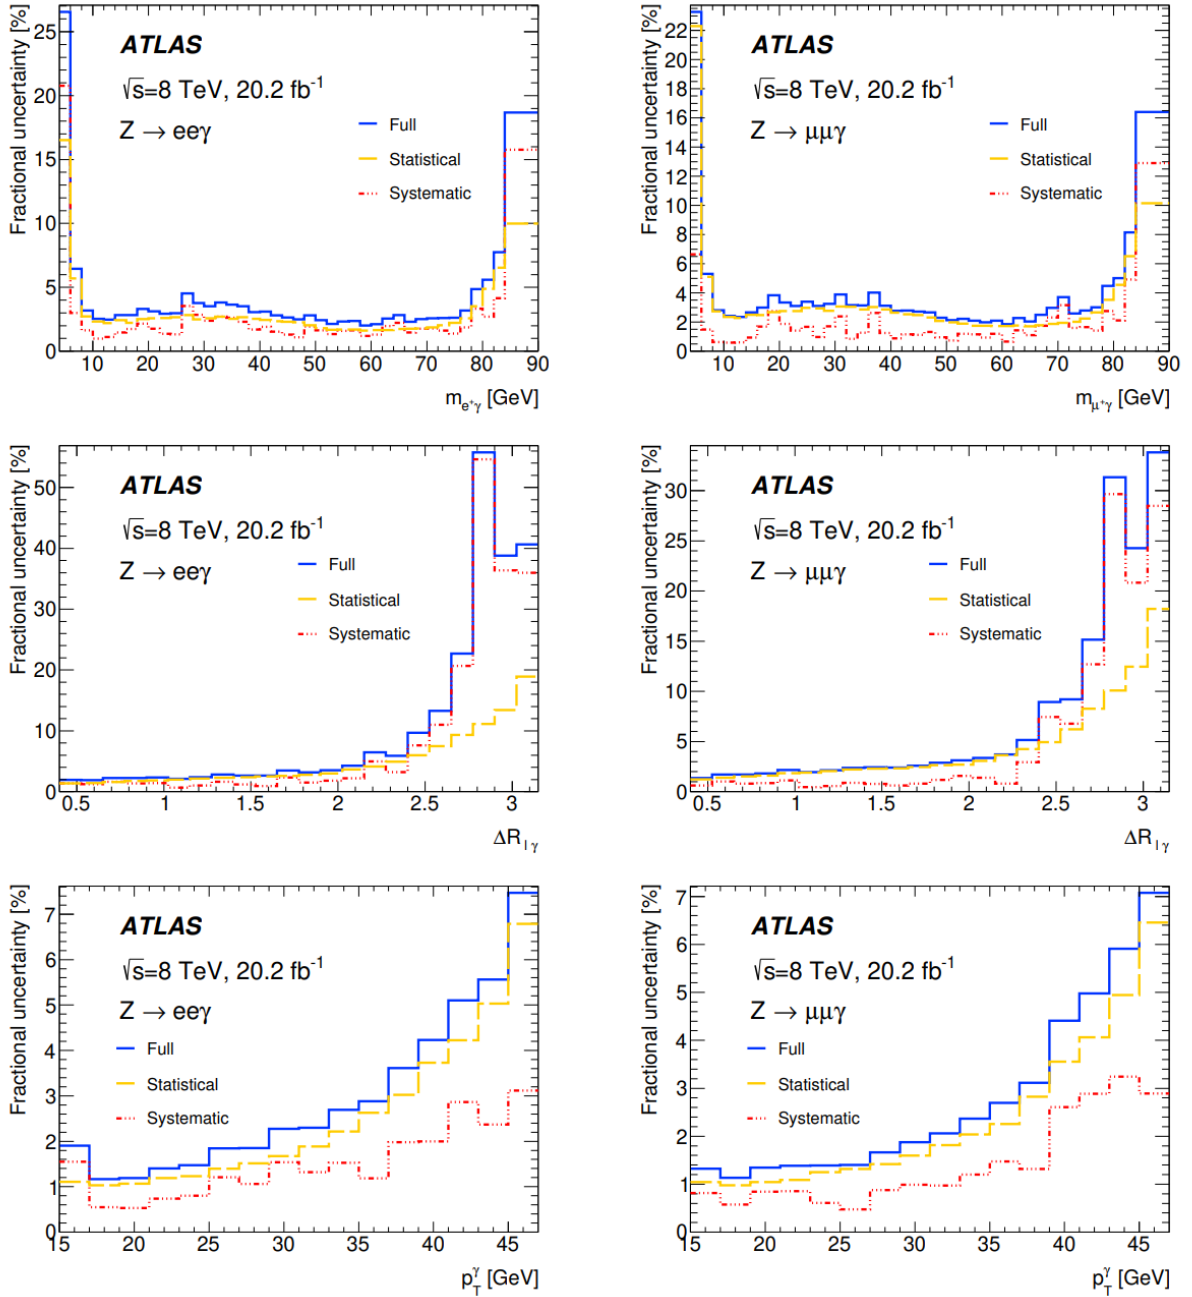 Fractional uncertainty [%]
25
20
15
10
5
0
ATLAS
√s=8 TeV, 20.2 fb⁻¹
Z → eeγ
Full
Statistical
Systematic
10 20 30 40 50 60 70 80 90
m_e⁺γ [GeV]
Fractional uncertainty [%]
22
20
18
16
14
12
10
8
6
4
2
0
ATLAS
√s=8 TeV, 20.2 fb⁻¹
Z → μμγ
Full
Statistical
Systematic
10 20 30 40 50 60 70 80 90
m_μ⁺γ [GeV]
Fractional uncertainty [%]
50
40
30
20
10
0
ATLAS
√s=8 TeV, 20.2 fb⁻¹
Z → eeγ
Full
Statistical
Systematic
0.5 1 1.5 2 2.5 3
ΔR_lγ
Fractional uncertainty [%]
30
25
20
15
10
5
0
ATLAS
√s=8 TeV, 20.2 fb⁻¹
Z → μμγ
Full
Statistical
Systematic
0.5 1 1.5 2 2.5 3
ΔR_lγ
Fractional uncertainty [%]
7
6
5
4
3
2
1
0
ATLAS
√s=8 TeV, 20.2 fb⁻¹
Z → eeγ
Full
Statistical
Systematic
15 20 25 30 35 40 45
p_T^γ [GeV]
Fractional uncertainty [%]
7
6
5
4
3
2
1
0
ATLAS
√s=8 TeV, 20.2 fb⁻¹
Z → μμγ
Full
Statistical
Systematic
15 20 25 30 35 40 45
p_T^γ [GeV]